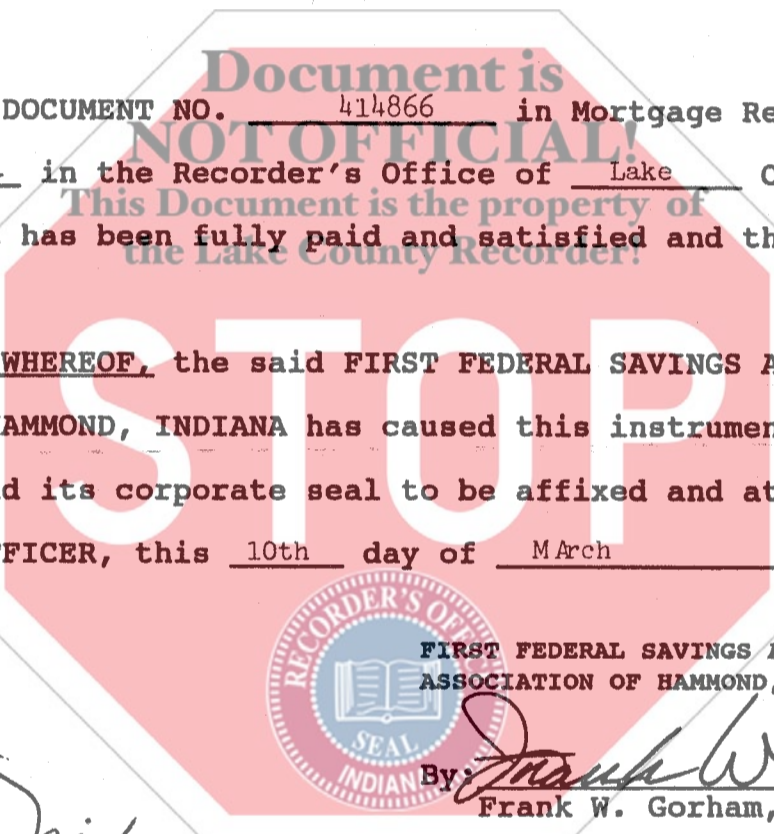 Document is
DOCUMENT NO. 414866 in Mortgage Re
NOT OFFICIAL!
in the Recorder's Office of Lake C
This Document is the property of
has been fully paid and satisfied and th
the Lake County Recorder!
STOP
WHEREOF, the said FIRST FEDERAL SAVINGS A
AMMOND, INDIANA has caused this instrumen
d its corporate seal to be affixed and at
FFICER, this 10th day of MArch
RECORDER'S OFFICE
SEAL
INDIANA
FIRST FEDERAL SAVINGS A
ASSOCIATION OF HAMMOND,
By: Frank W
Frank W. Gorham,